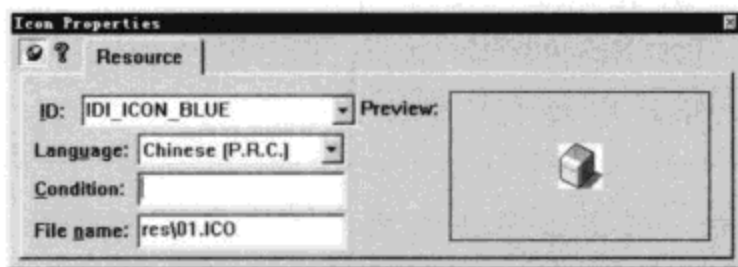 Icon Properties
Resource
ID: IDI_ICON_BLUE Preview:
Language: Chinese (P.R.C.)
Condition:
File name: res\01.ICO